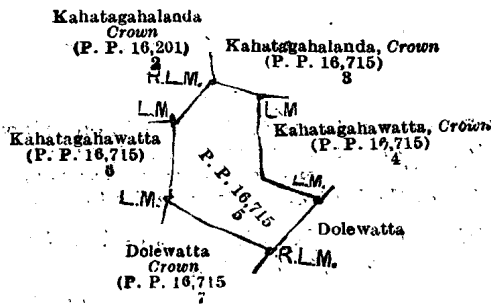 Kahatagahalanda
Crown
(P. P. 16,201)
2
R.L.M.
Kahatagahalanda, Crown
(P. P. 16,715)
3
L.M.
L.M
Kahatagahawatta
(P. P. 16,715)
6
Kahatagahawatta, Crown
(P. P. 16,715)
4
P. P. 16,715
5
L.M.
L.M.
Dolewatta
Dolewatta
Crown
(P. P. 16,715
7
R.L.M.